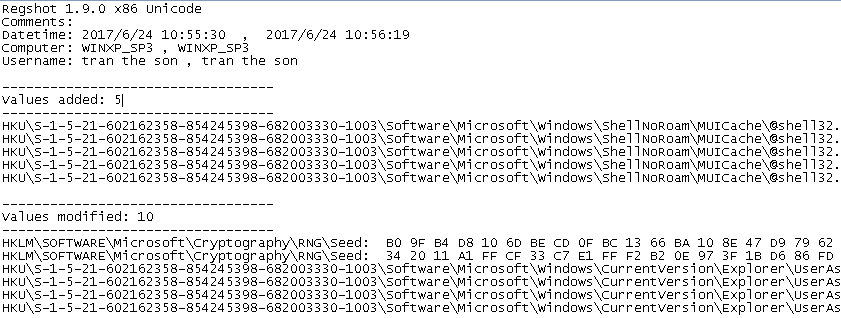 Regshot 1.9.0 x86 Unicode
Comments:
Datetime: 2017/6/24 10:55:30  ,  2017/6/24 10:56:19
Computer: WINXP_SP3 , WINXP_SP3
Username: tran the son , tran the son
----------------------------------
Values added: 5
----------------------------------
HKU\S-1-5-21-602162358-854245398-682003330-1003\Software\Microsoft\Windows\ShellNoRoam\MUICache\@shell32.
HKU\S-1-5-21-602162358-854245398-682003330-1003\Software\Microsoft\Windows\ShellNoRoam\MUICache\@shell32.
HKU\S-1-5-21-602162358-854245398-682003330-1003\Software\Microsoft\Windows\ShellNoRoam\MUICache\@shell32.
HKU\S-1-5-21-602162358-854245398-682003330-1003\Software\Microsoft\Windows\ShellNoRoam\MUICache\@shell32.
HKU\S-1-5-21-602162358-854245398-682003330-1003\Software\Microsoft\Windows\ShellNoRoam\MUICache\@shell32.
----------------------------------
Values modified: 10
----------------------------------
HKLM\SOFTWARE\Microsoft\Cryptography\RNG\Seed:  B0 9F B4 D8 10 6D BE CD 0F BC 13 66 BA 10 8E 47 D9 79 62
HKLM\SOFTWARE\Microsoft\Cryptography\RNG\Seed:  34 20 11 A1 FF CF 33 C7 E1 FF F2 B2 0E 97 3F 1B D6 86 FD
HKU\S-1-5-21-602162358-854245398-682003330-1003\Software\Microsoft\Windows\CurrentVersion\Explorer\UserAs
HKU\S-1-5-21-602162358-854245398-682003330-1003\Software\Microsoft\Windows\CurrentVersion\Explorer\UserAs
HKU\S-1-5-21-602162358-854245398-682003330-1003\Software\Microsoft\Windows\CurrentVersion\Explorer\UserAs
HKU\S-1-5-21-602162358-854245398-682003330-1003\Software\Microsoft\Windows\CurrentVersion\Explorer\UserAs